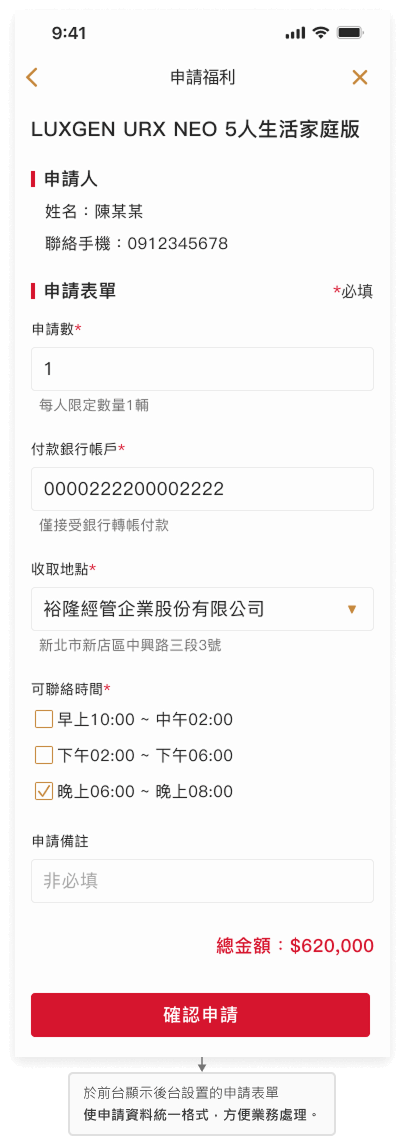 9:41
申請福利
LUXGEN URX NEO 5人生活家庭版
申請人
姓名：陳某某
聯絡手機：0912345678
申請表單 *必填
申請數*
1
每人限定數量1輛
付款銀行帳戶*
0000222200002222
僅接受銀行轉帳付款
收取地點*
裕隆經管企業股份有限公司
新北市新店區中興路三段3號
可聯絡時間*
早上10:00 ~ 中午02:00
下午02:00 ~ 下午06:00
晚上06:00 ~ 晚上08:00
申請備註
非必填
總金額：$620,000
確認申請
於前台顯示後台設置的申請表單
使申請資料統一格式，方便業務處理。